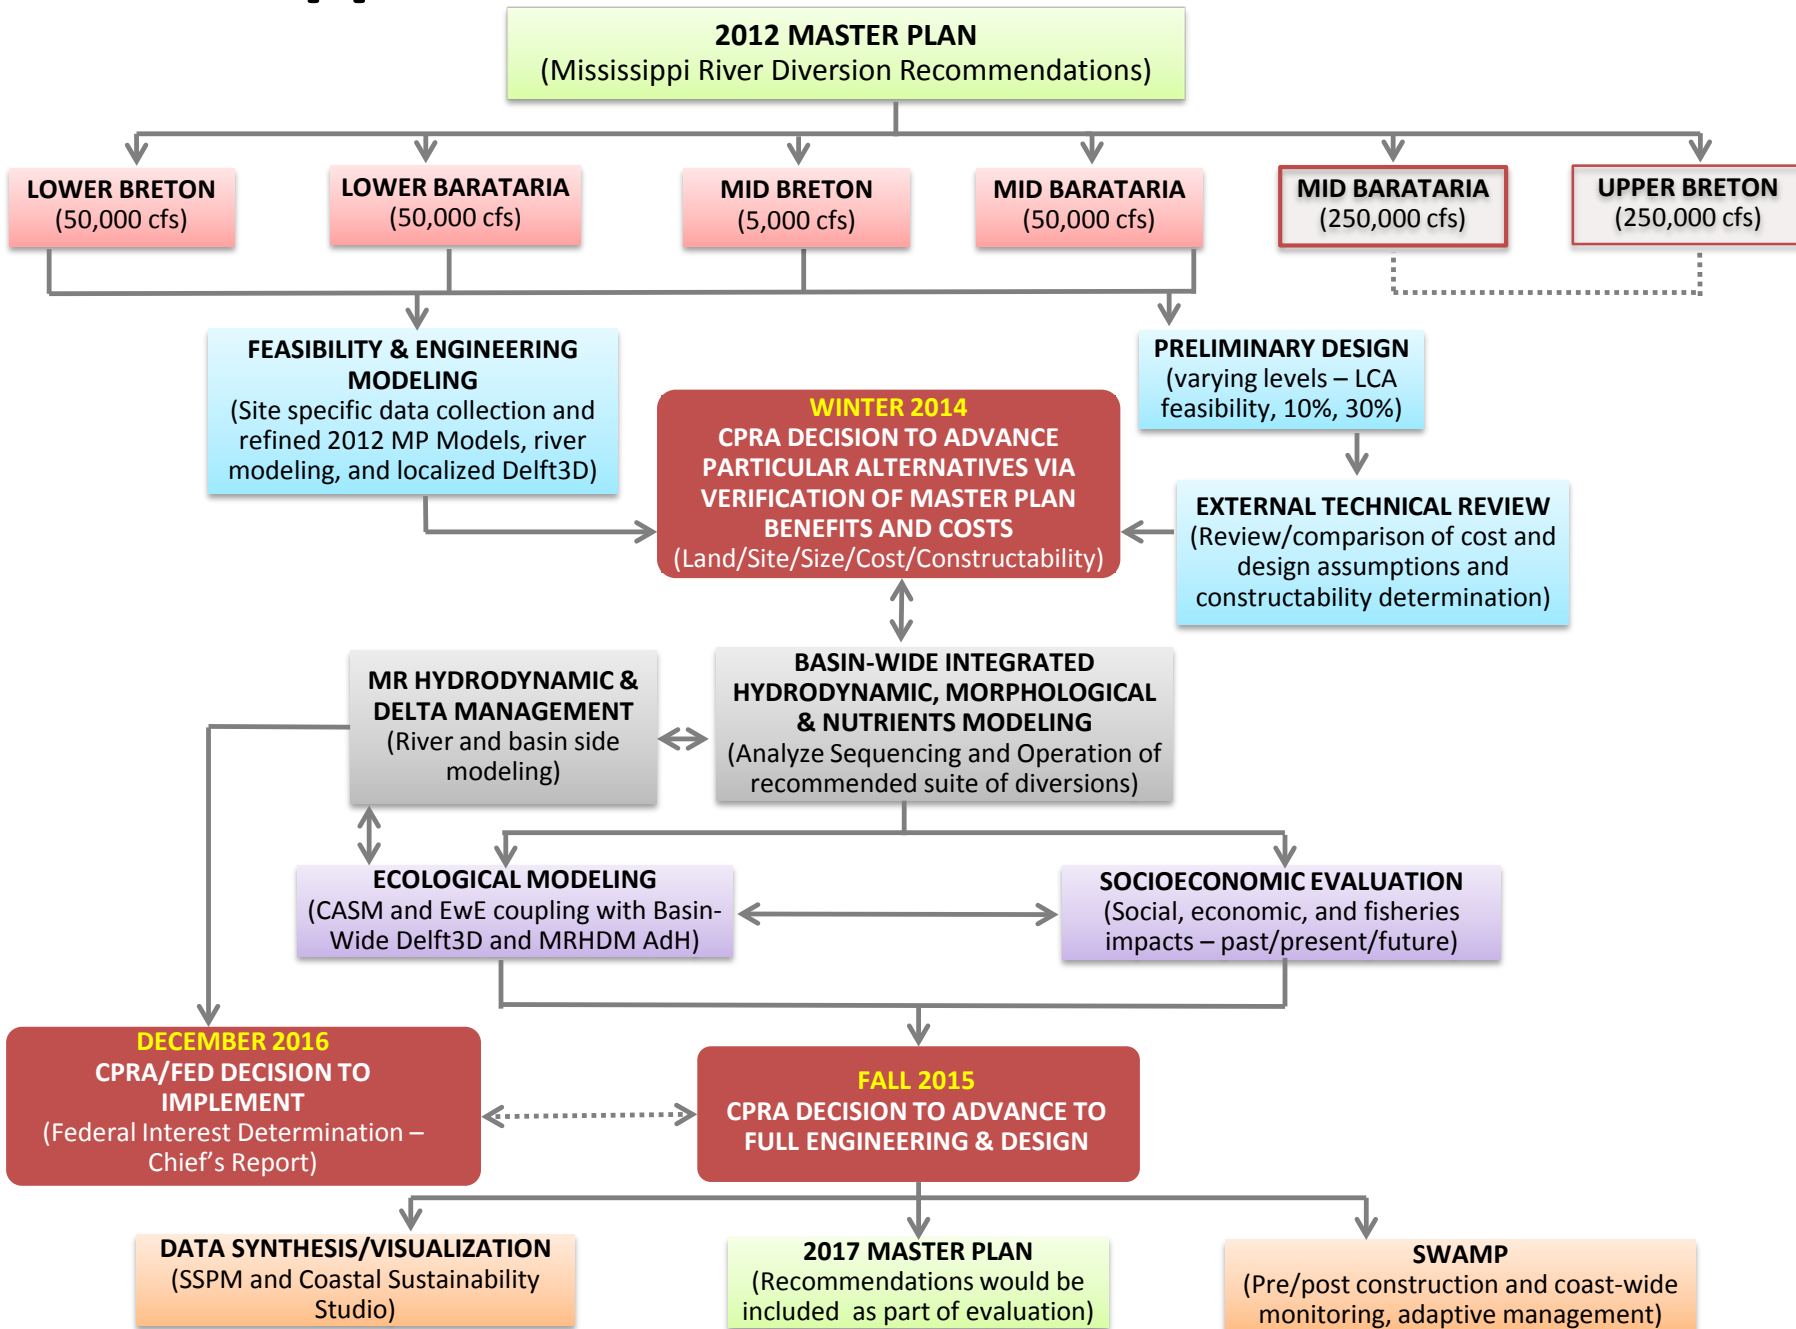 2012 MASTER PLAN
(Mississippi River Diversion Recommendations)
LOWER BRETON
(50,000 cfs)
LOWER BARATARIA
(50,000 cfs)
MID BRETON
(5,000 cfs)
MID BARATARIA
(50,000 cfs)
MID BARATARIA
(250,000 cfs)
UPPER BRETON
(250,000 cfs)
FEASIBILITY & ENGINEERING
MODELING
(Site specific data collection and
refined 2012 MP Models, river
modeling, and localized Delft3D)
PRELIMINARY DESIGN
(varying levels – LCA
feasibility, 10%, 30%)
WINTER 2014
CPRA DECISION TO ADVANCE
PARTICULAR ALTERNATIVES VIA
VERIFICATION OF MASTER PLAN
BENEFITS AND COSTS
(Land/Site/Size/Cost/Constructability)
EXTERNAL TECHNICAL REVIEW
(Review/comparison of cost and
design assumptions and
constructability determination)
MR HYDRODYNAMIC &
DELTA MANAGEMENT
(River and basin side
modeling)
BASIN-WIDE INTEGRATED
HYDRODYNAMIC, MORPHOLOGICAL
& NUTRIENTS MODELING
(Analyze Sequencing and Operation of
recommended suite of diversions)
ECOLOGICAL MODELING
(CASM and EwE coupling with Basin-
Wide Delft3D and MRHDM AdH)
SOCIOECONOMIC EVALUATION
(Social, economic, and fisheries
impacts – past/present/future)
DECEMBER 2016
CPRA/FED DECISION TO
IMPLEMENT
(Federal Interest Determination –
Chief's Report)
FALL 2015
CPRA DECISION TO ADVANCE TO
FULL ENGINEERING & DESIGN
DATA SYNTHESIS/VISUALIZATION
(SSPM and Coastal Sustainability
Studio)
2017 MASTER PLAN
(Recommendations would be
included as part of evaluation)
SWAMP
(Pre/post construction and coast-wide
monitoring, adaptive management)